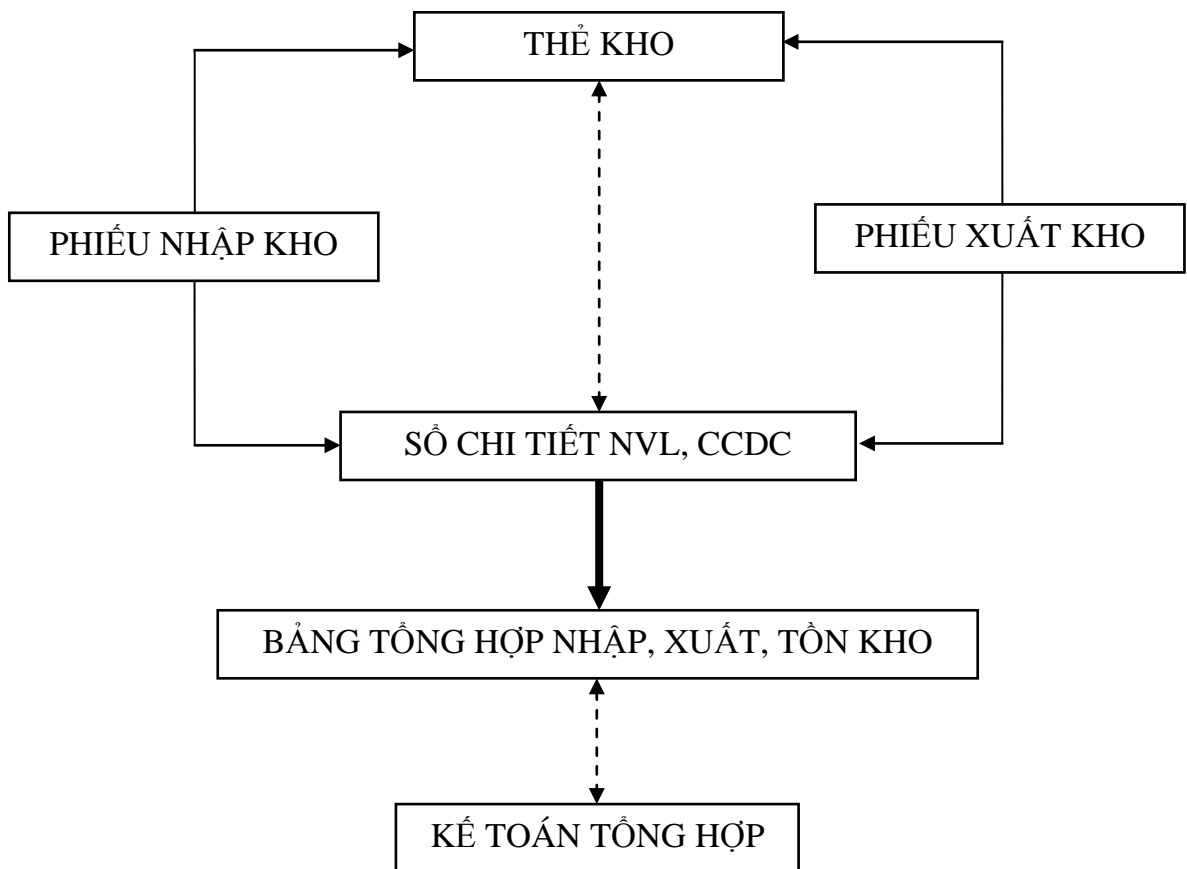 THẺ KHO
PHIẾU NHẬP KHO
PHIẾU XUẤT KHO
SỔ CHI TIẾT NVL, CCDC
BẢNG TỔNG HỢP NHẬP, XUẤT, TỒN KHO
KẾ TOÁN TỔNG HỢP